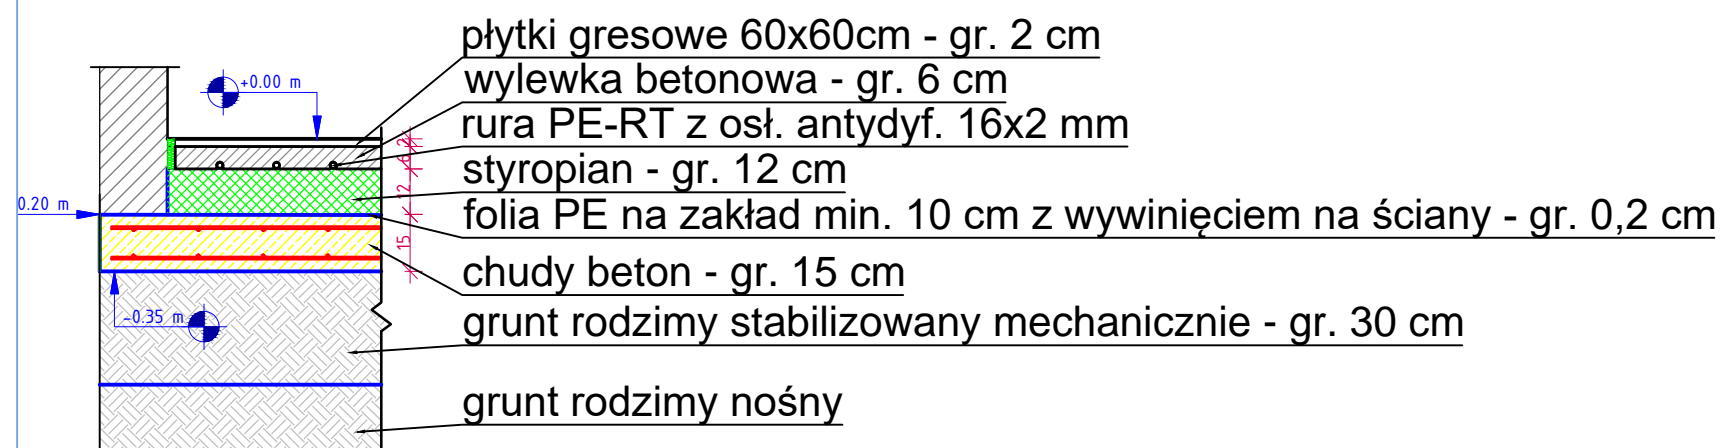 płytki gresowe 60x60cm - gr. 2 cm
wylewka betonowa - gr. 6 cm
+0.00 m
rura PE-RT z osł. antydyf. 16x2 mm
2
6
styropian - gr. 12 cm
12
0.20 m
folia PE na zakład min. 10 cm z wywinięciem na ściany - gr. 0,2 cm
15
chudy beton - gr. 15 cm
-0.35 m
grunt rodzimy stabilizowany mechanicznie - gr. 30 cm
grunt rodzimy nośny